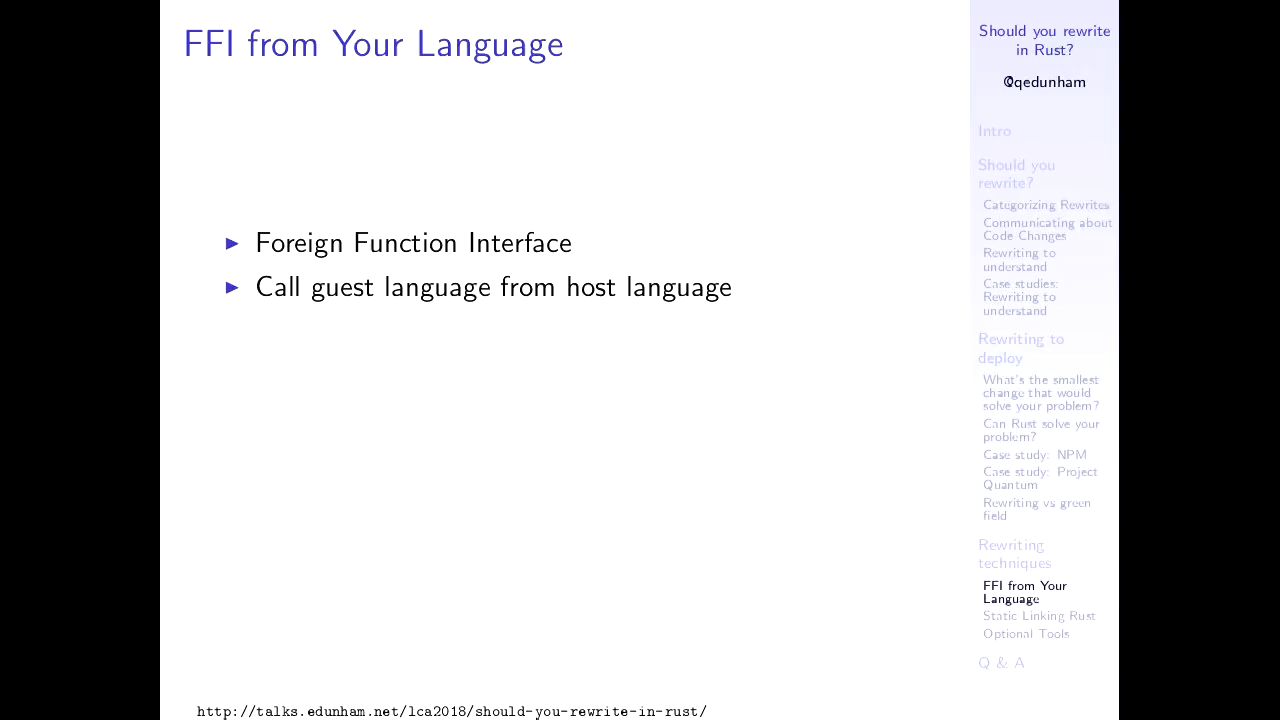 FFI from Your Language
▶ Foreign Function Interface
▶ Call guest language from host language
http://talks.edunham.net/lca2018/should-you-rewrite-in-rust/
Should you rewrite
in Rust?
@qedunham
Intro
Should you
rewrite?
Categorizing Rewrites
Communicating about
Code Changes
Rewriting to
understand
Case studies:
Rewriting to
understand
Rewriting to
deploy
What's the smallest
change that would
solve your problem?
Can Rust solve your
problem?
Case study: NPM
Case study: Project
Quantum
Rewriting vs green
field
Rewriting
techniques
FFI from Your
Language
Static Linking Rust
Optional Tools
Q & A